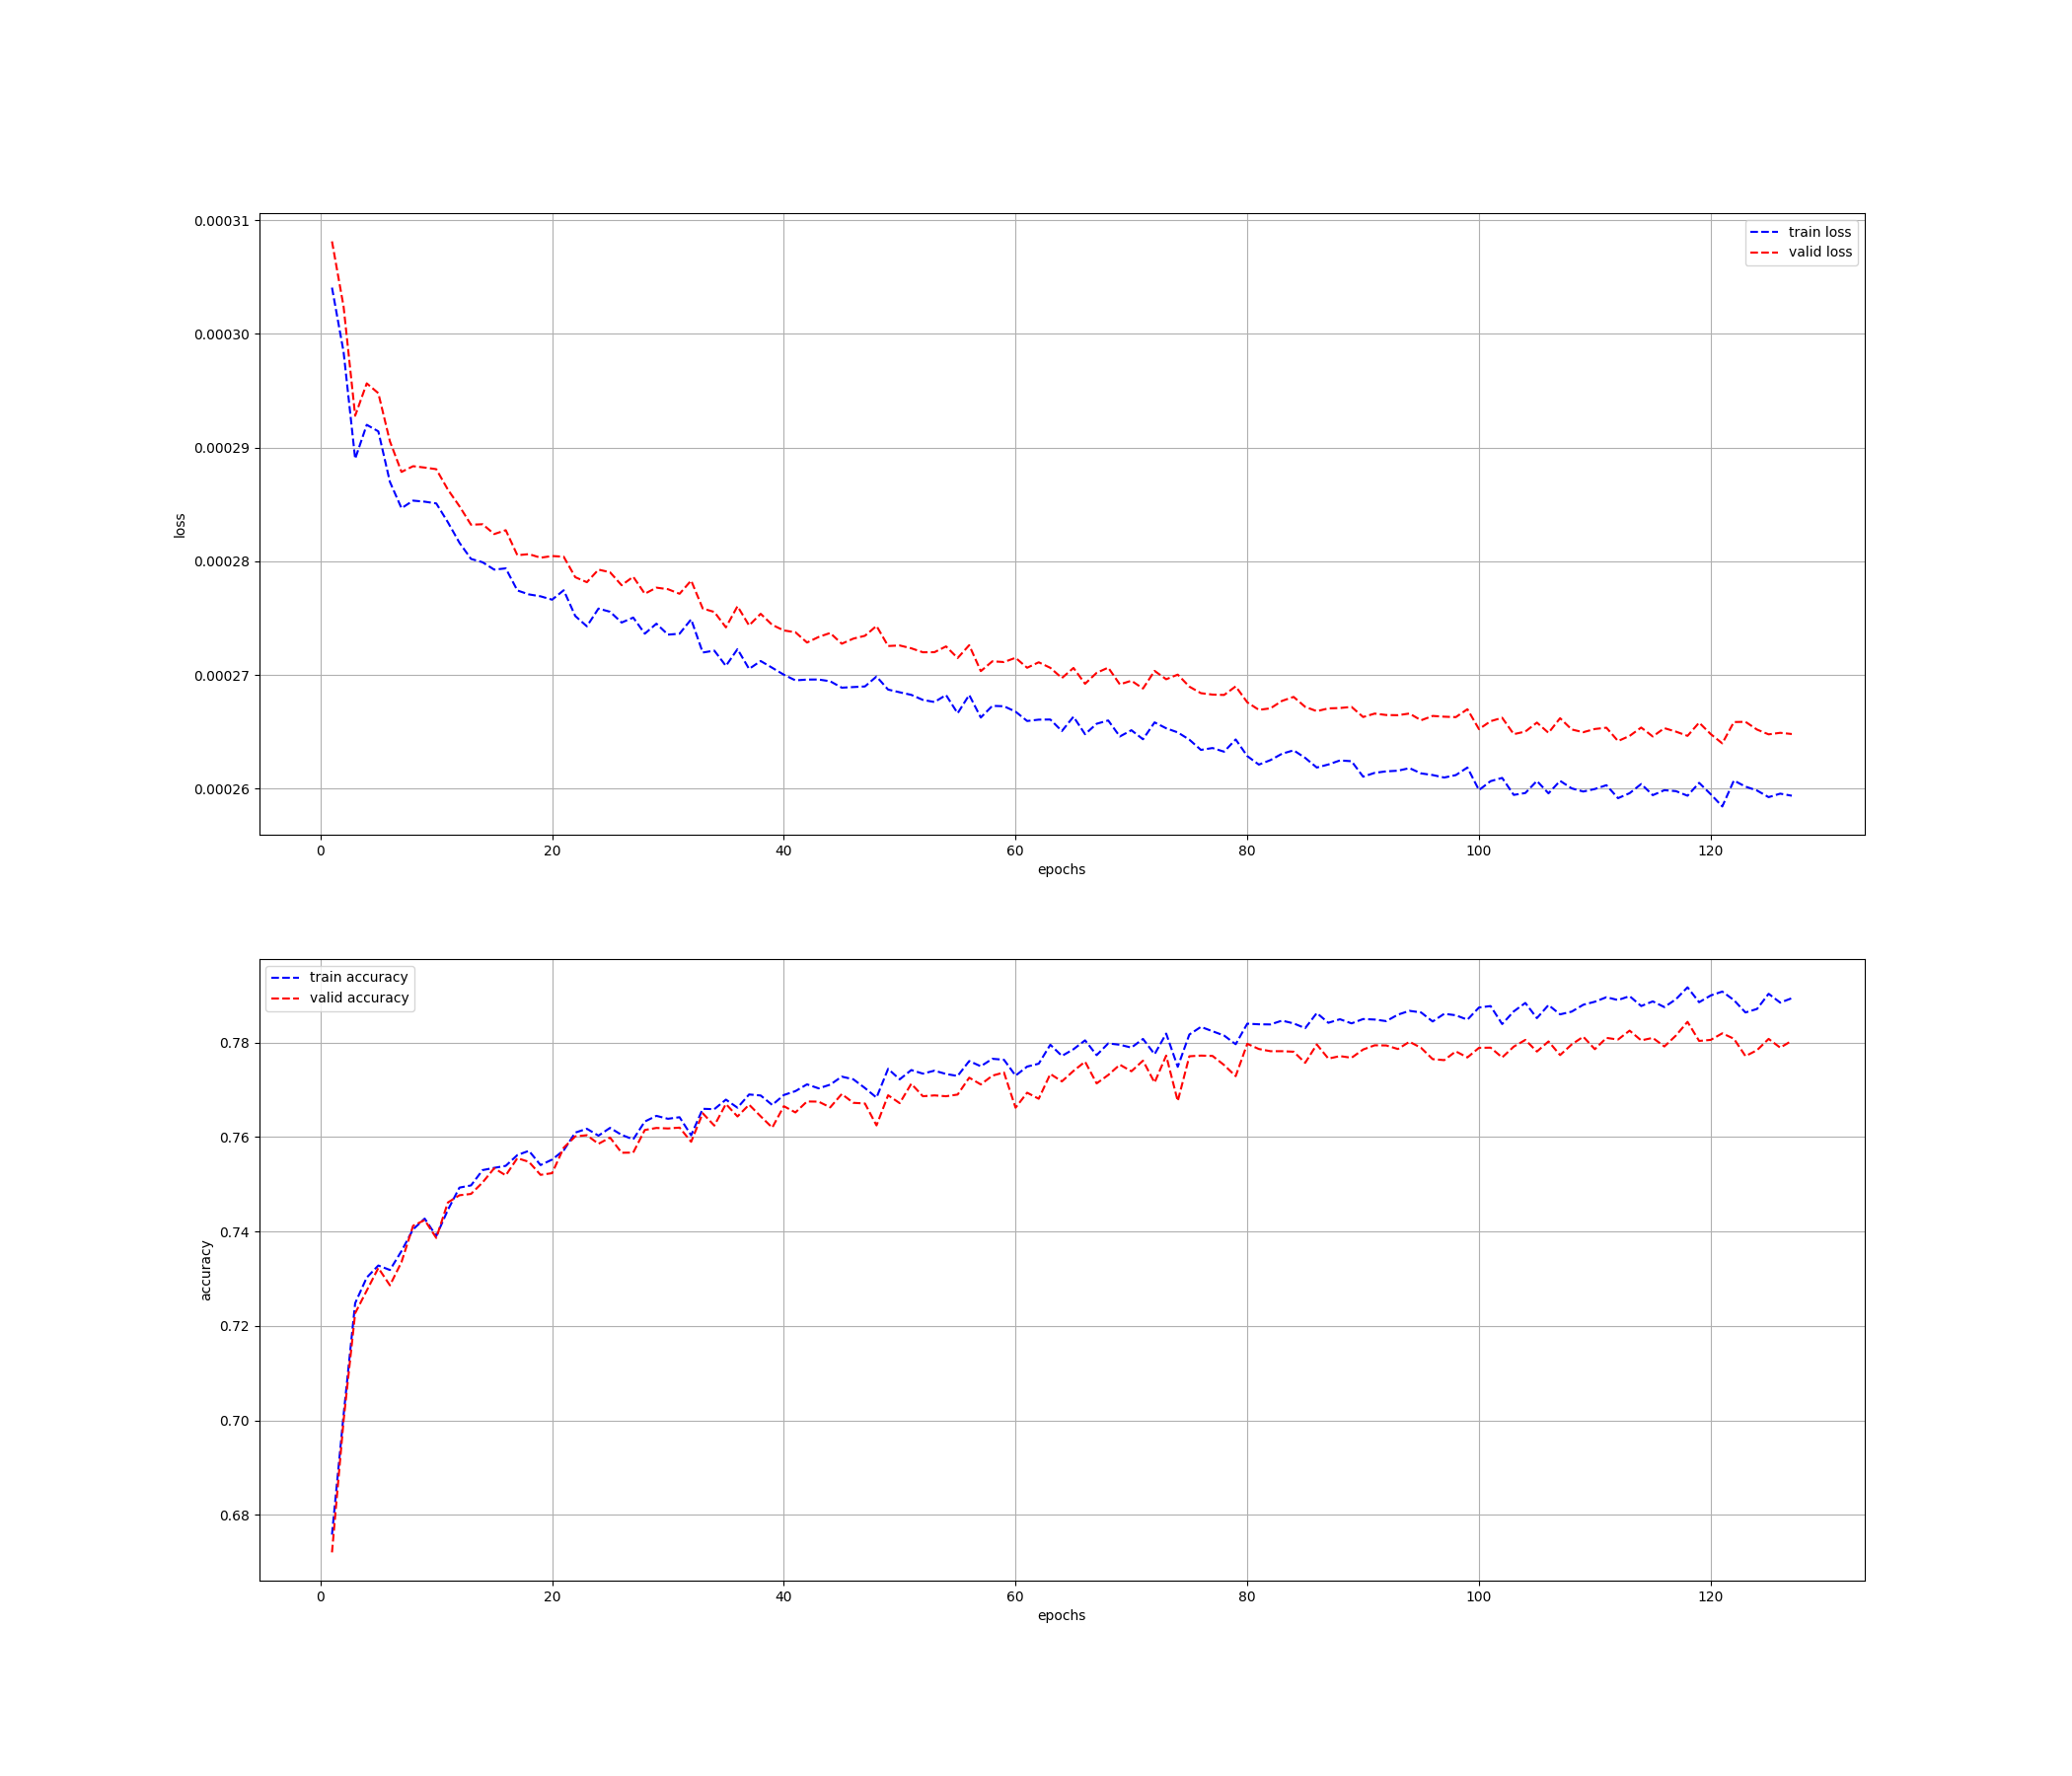 0.00031
train loss
valid loss
0.00030
0.00029
loss
0.00028
0.00027
0.00026
0 20 40 60 80 100 120
epochs
train accuracy
valid accuracy
0.78
0.76
0.74
accuracy
0.72
0.70
0.68
0 20 40 60 80 100 120
epochs